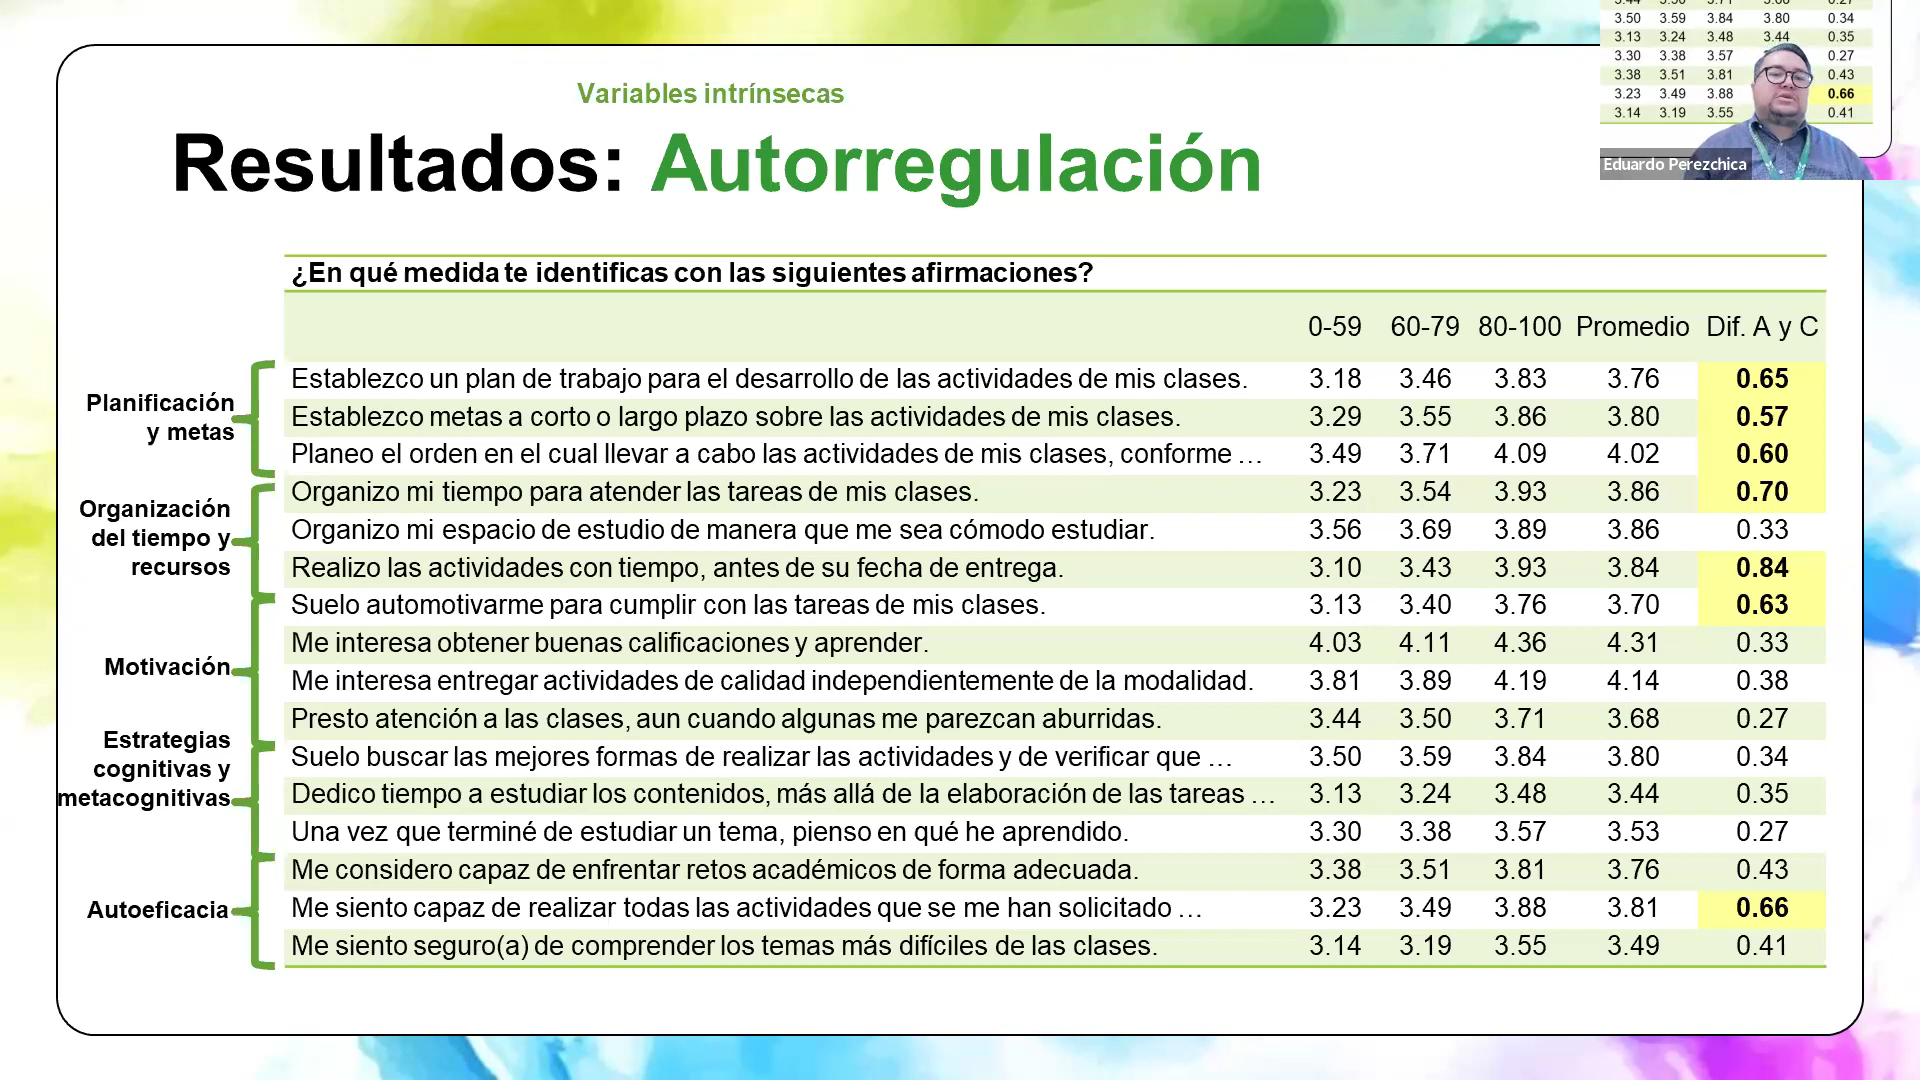 Variables intrínsecas
Resultados: Autorregulación
3.50 3.59 3.84 3.80 0.34
3.13 3.24 3.48 3.44 0.35
3.30 3.38 3.57 0.27
3.38 3.51 3.81 0.43
3.23 3.49 3.88 0.66
3.14 3.19 3.55 0.41
Eduardo Perezchica
¿En qué medida te identificas con las siguientes afirmaciones?
0-59 60-79 80-100 Promedio Dif. A y C
Planificación
y metas
Establezco un plan de trabajo para el desarrollo de las actividades de mis clases. 3.18 3.46 3.83 3.76 0.65
Establezco metas a corto o largo plazo sobre las actividades de mis clases. 3.29 3.55 3.86 3.80 0.57
Planeo el orden en el cual llevar a cabo las actividades de mis clases, conforme … 3.49 3.71 4.09 4.02 0.60
Organización
del tiempo y
recursos
Organizo mi tiempo para atender las tareas de mis clases. 3.23 3.54 3.93 3.86 0.70
Organizo mi espacio de estudio de manera que me sea cómodo estudiar. 3.56 3.69 3.89 3.86 0.33
Realizo las actividades con tiempo, antes de su fecha de entrega. 3.10 3.43 3.93 3.84 0.84
Motivación
Suelo automotivarme para cumplir con las tareas de mis clases. 3.13 3.40 3.76 3.70 0.63
Me interesa obtener buenas calificaciones y aprender. 4.03 4.11 4.36 4.31 0.33
Me interesa entregar actividades de calidad independientemente de la modalidad. 3.81 3.89 4.19 4.14 0.38
Presto atención a las clases, aun cuando algunas me parezcan aburridas. 3.44 3.50 3.71 3.68 0.27
Estrategias
cognitivas y
metacognitivas
Suelo buscar las mejores formas de realizar las actividades y de verificar que … 3.50 3.59 3.84 3.80 0.34
Dedico tiempo a estudiar los contenidos, más allá de la elaboración de las tareas … 3.13 3.24 3.48 3.44 0.35
Una vez que terminé de estudiar un tema, pienso en qué he aprendido. 3.30 3.38 3.57 3.53 0.27
Autoeficacia
Me considero capaz de enfrentar retos académicos de forma adecuada. 3.38 3.51 3.81 3.76 0.43
Me siento capaz de realizar todas las actividades que se me han solicitado … 3.23 3.49 3.88 3.81 0.66
Me siento seguro(a) de comprender los temas más difíciles de las clases. 3.14 3.19 3.55 3.49 0.41